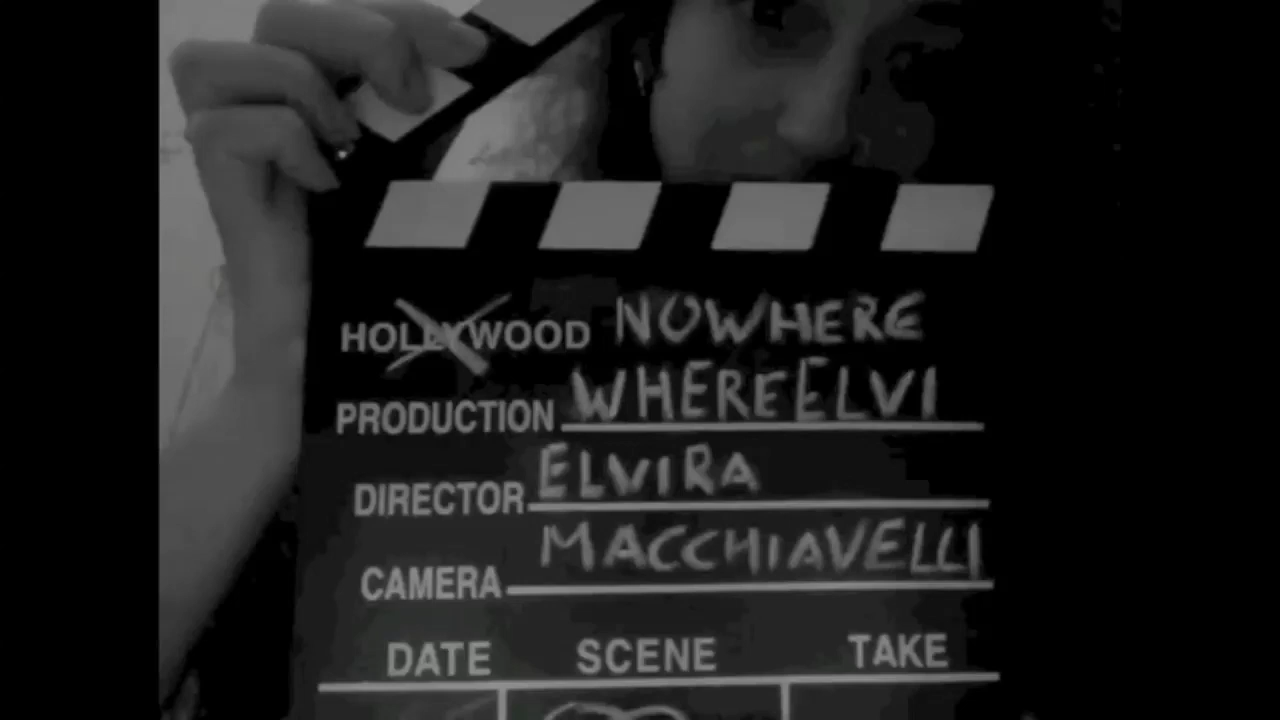 HOLLYWOOD NOWHERE
PRODUCTION WHEREELVI
DIRECTOR ELVIRA
CAMERA MACCHIAVELLI
DATE SCENE TAKE